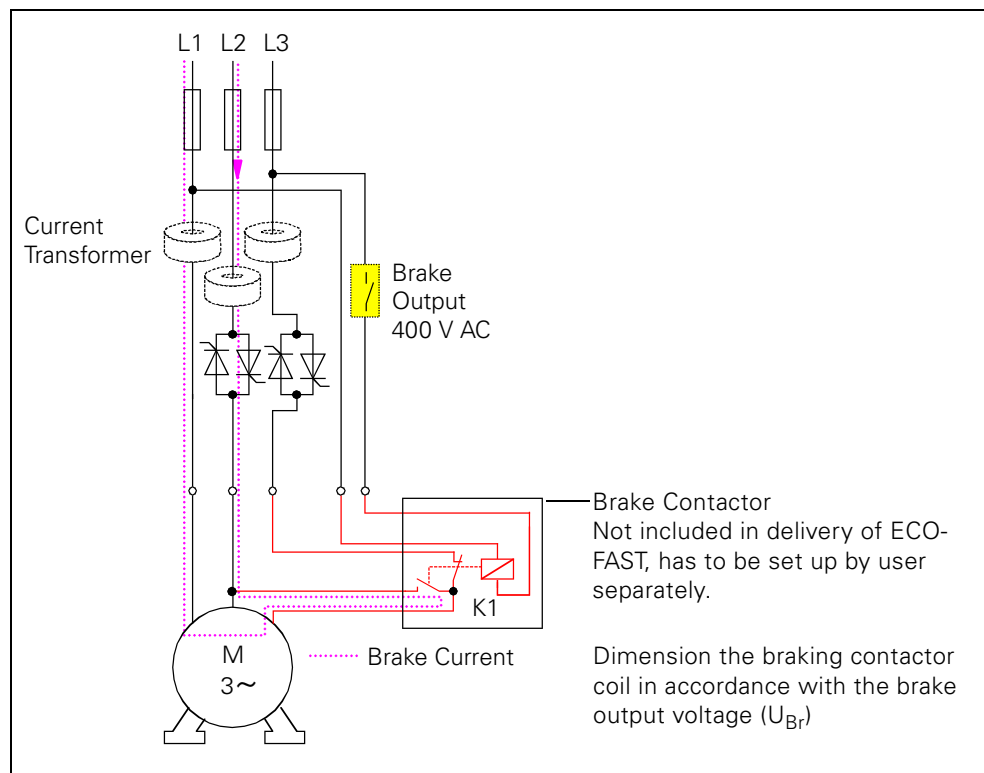 L1 L2 L3
Current
Transformer
Brake
Output
400 V AC
Brake Contactor
Not included in delivery of ECO-
FAST, has to be set up by user
separately.
K1
M
3~
Brake Current
Dimension the braking contactor
coil in accordance with the brake
output voltage (UBr)